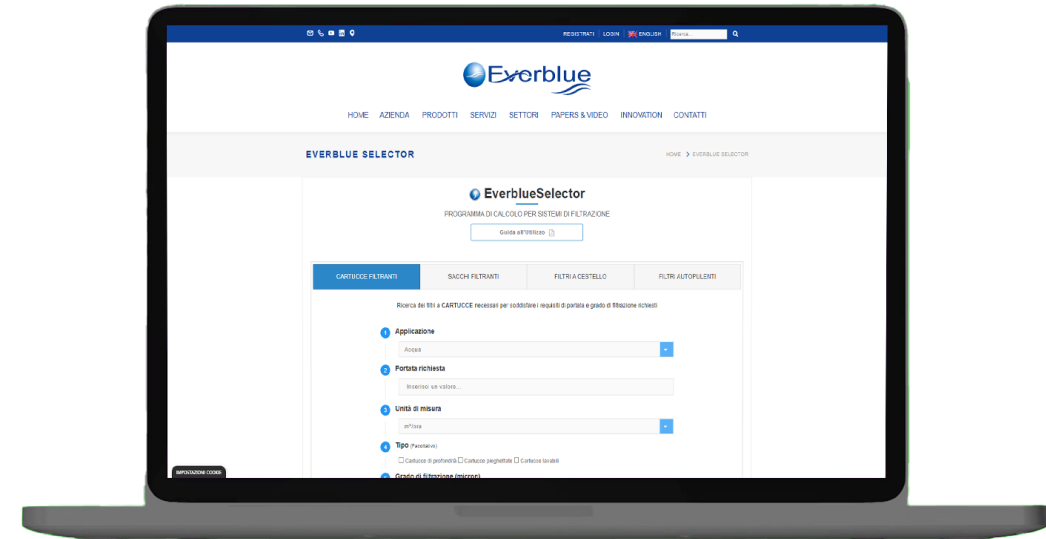 REGISTRATI LOGIN ENGLISH Ricerca...
Everblue
HOME AZIENDA PRODOTTI SERVIZI SETTORI PAPERS & VIDEO INNOVATION CONTATTI
EVERBLUE SELECTOR
HOME > EVERBLUE SELECTOR
EverblueSelector
PROGRAMMA DI CALCOLO PER SISTEMI DI FILTRAZIONE
Guida all'Utilizzo
CARTUCCE FILTRANTI SACCHI FILTRANTI FILTRI A CESTELLO FILTRI AUTOPULENTI
Ricerca dei filtri a CARTUCCE necessari per soddisfare i requisiti di portata e grado di filtrazione richiesti
1 Applicazione
Acqua
2 Portata richiesta
Inserisci un valore...
3 Unità di misura
m³/ora
4 Tipo (Facoltativo)
Cartucce di profondità Cartucce pieghettate Cartucce lavabili
5 Grado di filtrazione (micron)
IMPOSTAZIONI COOKIE